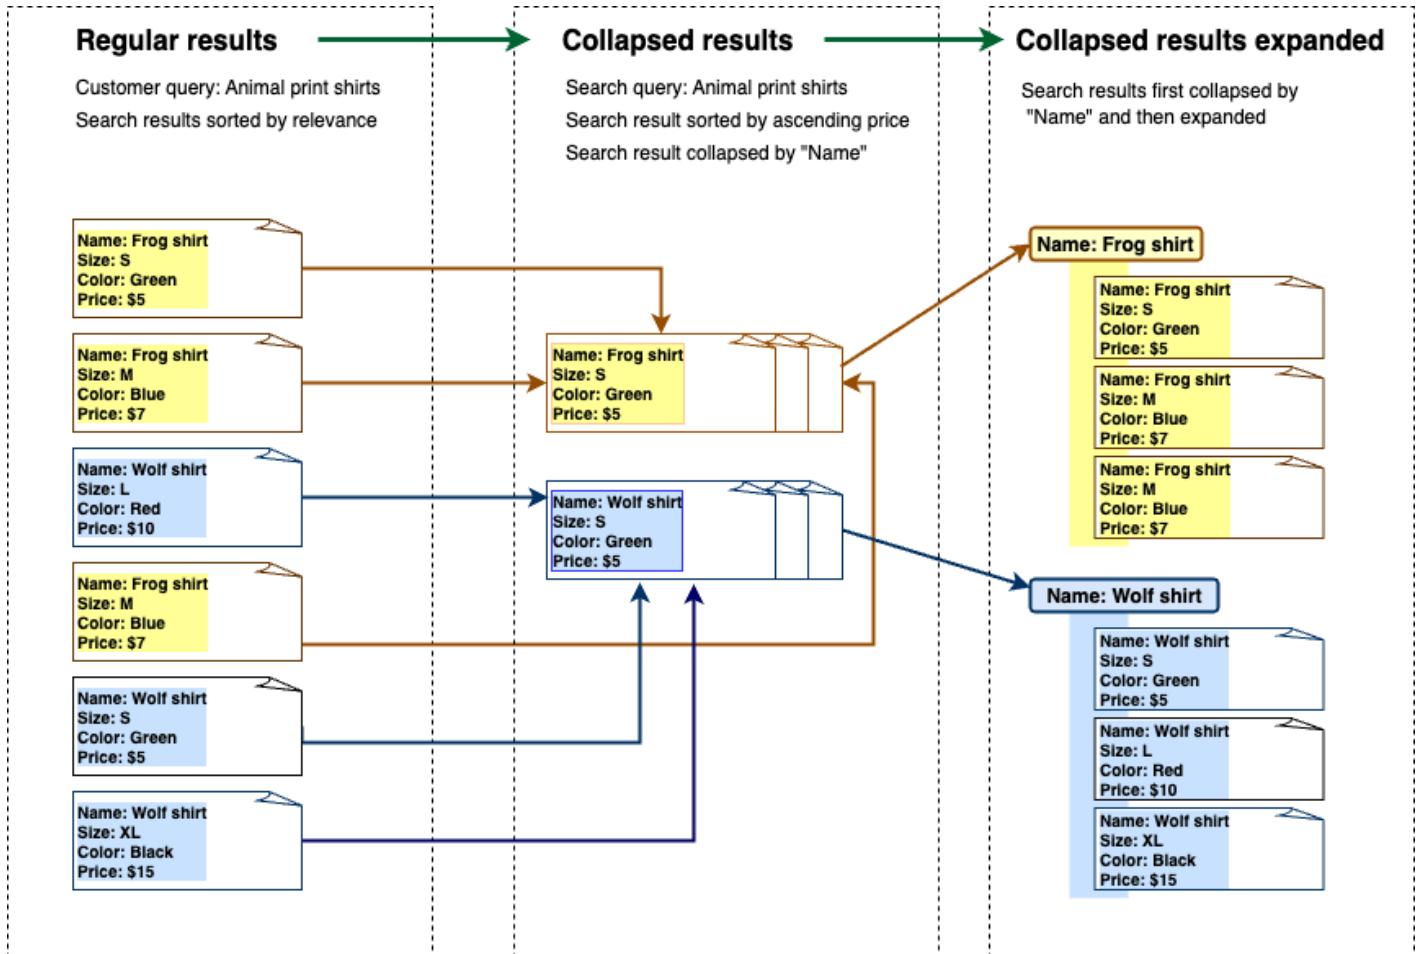 Regular results
Customer query: Animal print shirts
Search results sorted by relevance
Name: Frog shirt
Size: S
Color: Green
Price: $5
Name: Frog shirt
Size: M
Color: Blue
Price: $7
Name: Wolf shirt
Size: L
Color: Red
Price: $10
Name: Frog shirt
Size: M
Color: Blue
Price: $7
Name: Wolf shirt
Size: S
Color: Green
Price: $5
Name: Wolf shirt
Size: XL
Color: Black
Price: $15
Collapsed results
Search query: Animal print shirts
Search result sorted by ascending price
Search result collapsed by "Name"
Name: Frog shirt
Size: S
Color: Green
Price: $5
Name: Wolf shirt
Size: S
Color: Green
Price: $5
Collapsed results expanded
Search results first collapsed by
"Name" and then expanded
Name: Frog shirt
Name: Frog shirt
Size: S
Color: Green
Price: $5
Name: Frog shirt
Size: M
Color: Blue
Price: $7
Name: Frog shirt
Size: M
Color: Blue
Price: $7
Name: Wolf shirt
Name: Wolf shirt
Size: S
Color: Green
Price: $5
Name: Wolf shirt
Size: L
Color: Red
Price: $10
Name: Wolf shirt
Size: XL
Color: Black
Price: $15